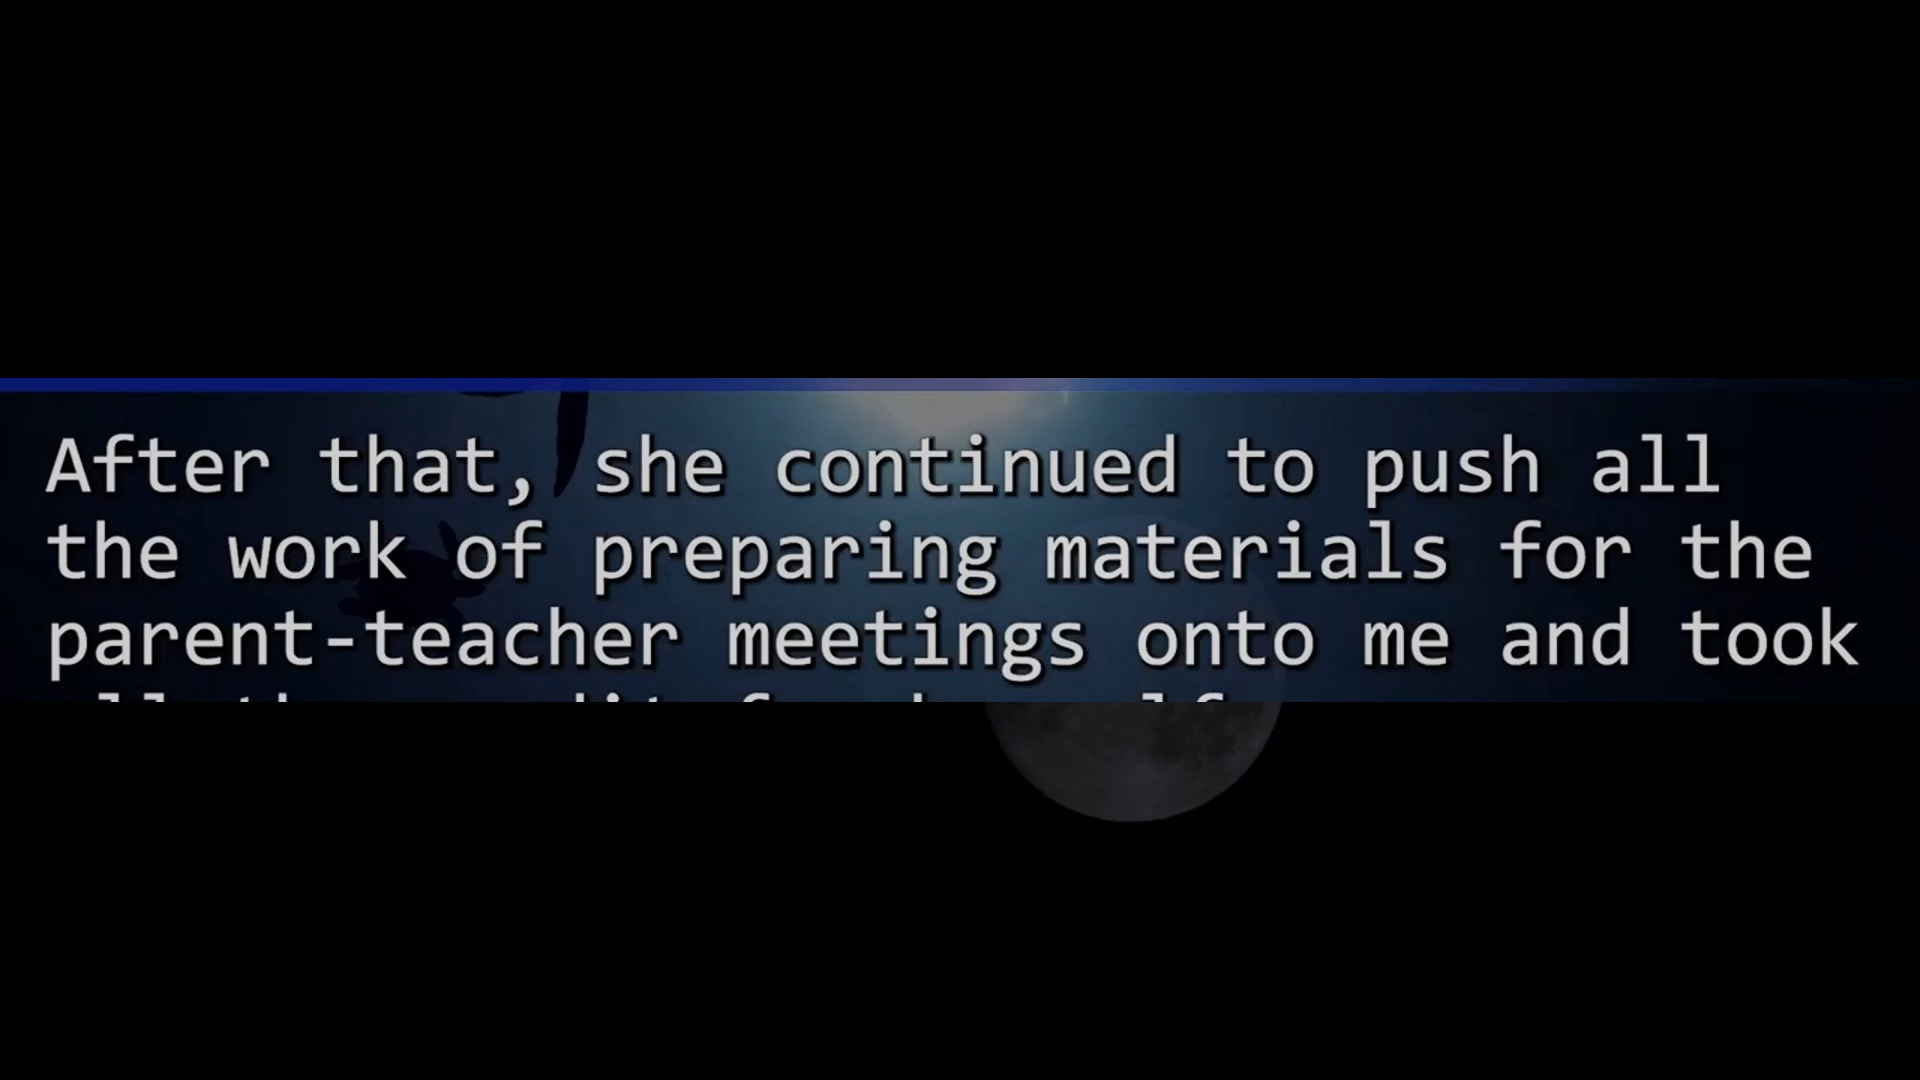 After that, she continued to push all
the work of preparing materials for the
parent-teacher meetings onto me and took